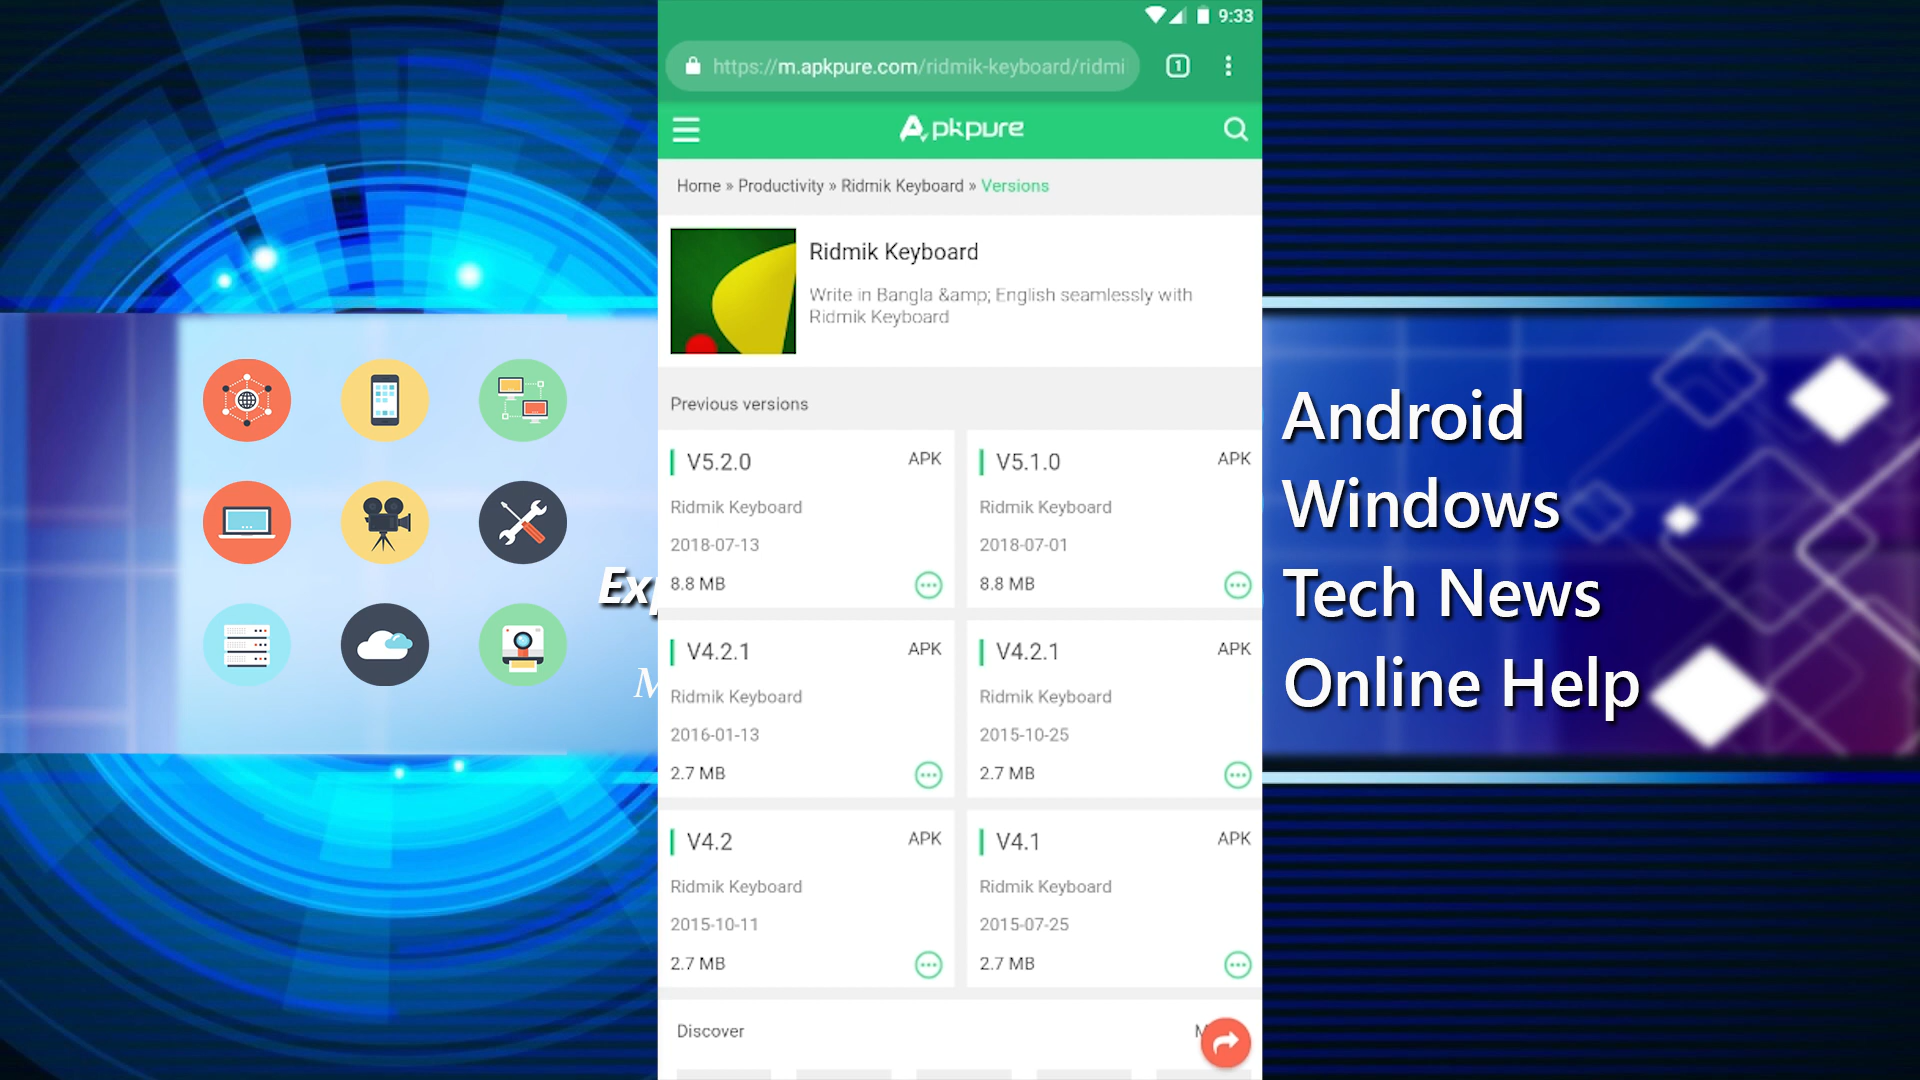 9:33
https://m.apkpure.com/ridmik-keyboard/ridmi
1
Apkpure
Home » Productivity » Ridmik Keyboard » Versions
Ridmik Keyboard
Write in Bangla &amp; English seamlessly with
Ridmik Keyboard
Previous versions
V5.2.0 APK
Ridmik Keyboard
2018-07-13
8.8 MB
V5.1.0 APK
Ridmik Keyboard
2018-07-01
8.8 MB
V4.2.1 APK
Ridmik Keyboard
2016-01-13
2.7 MB
V4.2.1 APK
Ridmik Keyboard
2015-10-25
2.7 MB
V4.2 APK
Ridmik Keyboard
2015-10-11
2.7 MB
V4.1 APK
Ridmik Keyboard
2015-07-25
2.7 MB
Discover
Android
Windows
Tech News
Online Help